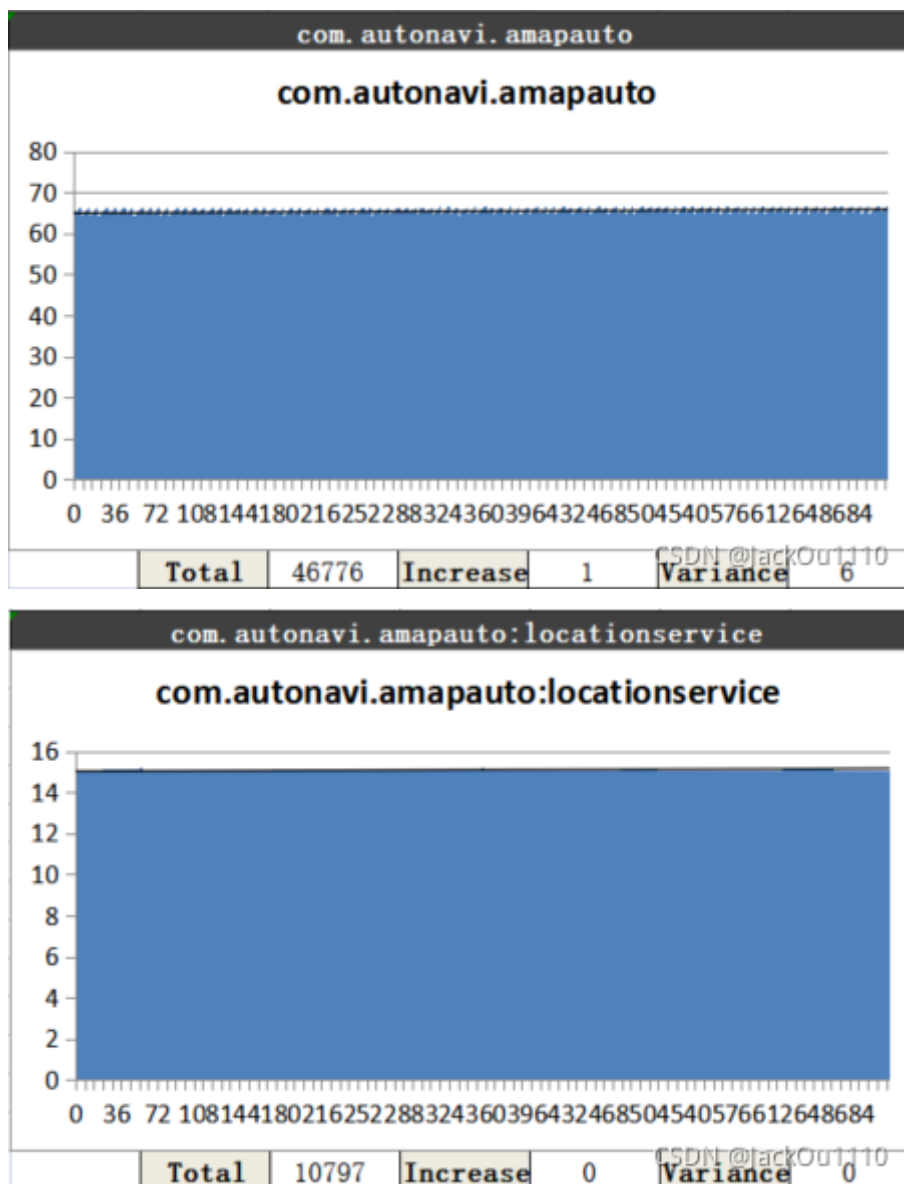 com.autonavi.amapauto
com.autonavi.amapauto
80
70
60
50
40
30
20
10
0
0 36 72 108144180216252288324360396432468504540576612648684
CSDN @JackOu1110
Total 46776 Increase 1 Variance 6
com.autonavi.amapauto:locationservice
com.autonavi.amapauto:locationservice
16
14
12
10
8
6
4
2
0
0 36 72 108144180216252288324360396432468504540576612648684
CSDN @JackOu1110
Total 10797 Increase 0 Variance 0